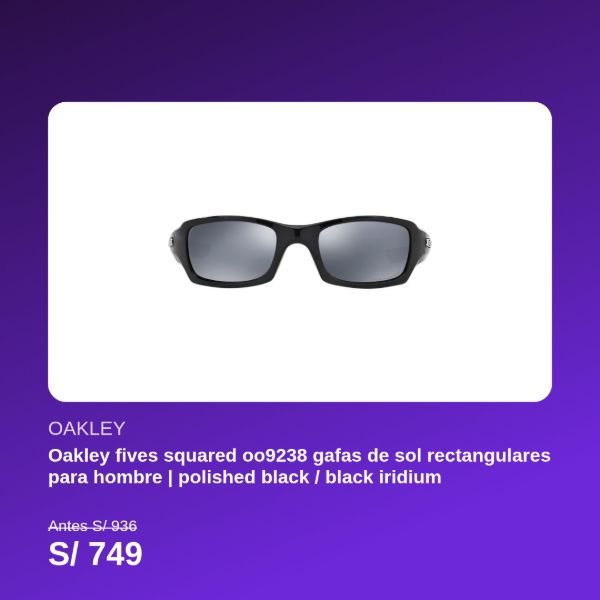 OAKLEY
Oakley fives squared oo9238 gafas de sol rectangulares
para hombre | polished black / black iridium
Antes S/ 936
S/ 749